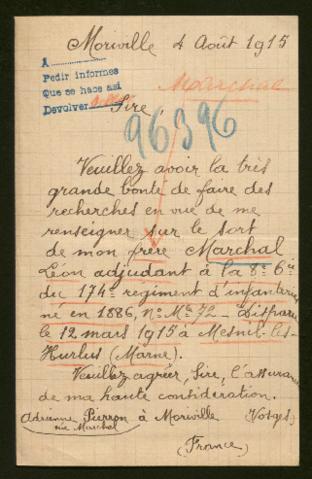 Moriville 4 Août 1915
A
Pedir informes
Que se hace así
Devolver
Marchal
Sire,
96396
Veuillez avoir la très
grande bonté de faire des
recherches en vue de me
renseigner sur le sort
de mon frère Marchal
Léon adjudant à la 8e Cie
du 174e régiment d'infanterie
né en 1886, No Mle 72 - Disparu
le 12 mars 1915 à Mesnil-les-
Hurlus (Marne).
Veuillez agréer, Sire, l'assurance
de ma haute considération.
Adrienne Pierron à Moriville (Vosges)
née Marchal
(France)